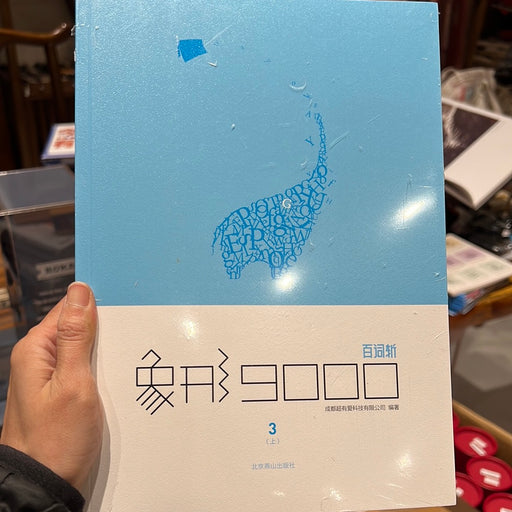 百词斩
象形9000
成都超有爱科技有限公司 编著
3
(上)
北京燕山出版社